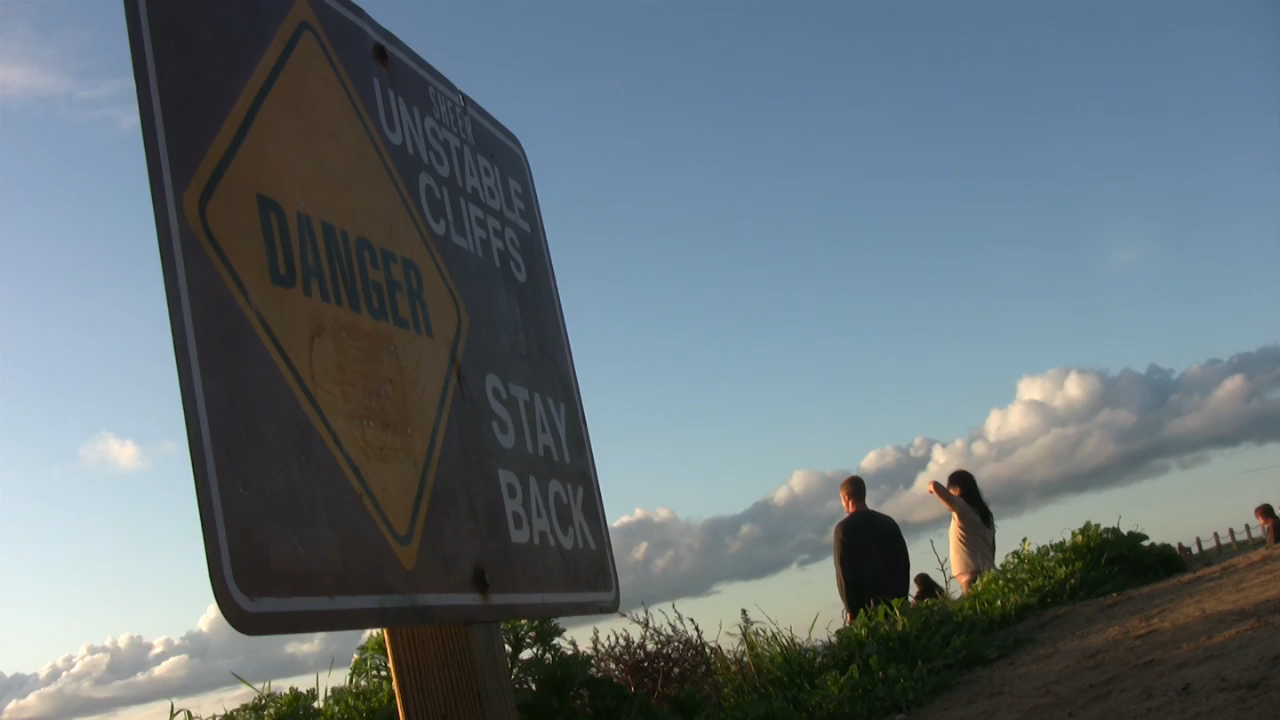 DANGER
SHEER
UNSTABLE
CLIFFS
STAY
BACK